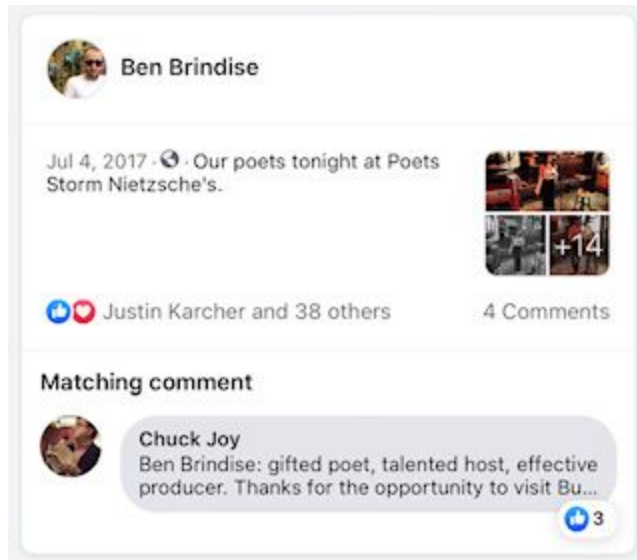 Ben Brindise
Jul 4, 2017 · · Our poets tonight at Poets
Storm Nietzsche's.
+14
Justin Karcher and 38 others
4 Comments
Matching comment
Chuck Joy
Ben Brindise: gifted poet, talented host, effective
producer. Thanks for the opportunity to visit Bu...
3